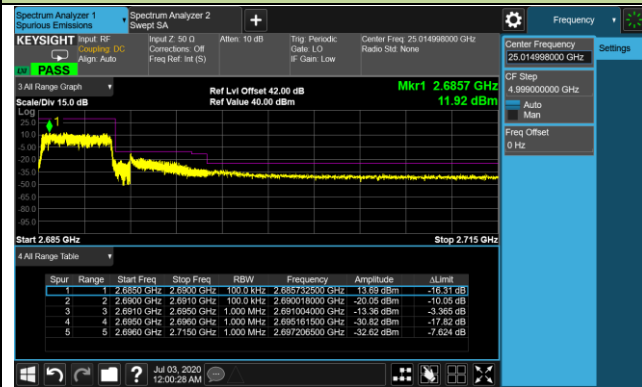 Spectrum Analyzer 1
Spurious Emissions
Spectrum Analyzer 2
Swept SA
+
Frequency
KEYSIGHT
Input: RF
Coupling: DC
Align: Auto
Input Z: 50 Ω
Corrections: Off
Freq Ref: Int (S)
Atten: 10 dB
Trig: Periodic
Gate: LO
IF Gain: Low
Center Freq: 25.014998000 GHz
Radio Std: None
LW PASS
3 All Range Graph
Ref Lvl Offset 42.00 dB
Ref Value 40.00 dBm
Mkr1 2.6857 GHz
11.92 dBm
Scale/Div 15.0 dB
Log
25.0
10.0
-5.00
-20.0
-35.0
-50.0
-65.0
-80.0
-95.0
1
Start 2.685 GHz
Stop 2.715 GHz
4 All Range Table
Spur Range Start Freq Stop Freq RBW Frequency Amplitude ΔLimit
1 1 2.6850 GHz 2.6900 GHz 100.0 kHz 2.685732500 GHz 13.69 dBm -16.31 dB
2 2 2.6900 GHz 2.6910 GHz 100.0 kHz 2.690018000 GHz -20.05 dBm -10.05 dB
3 3 2.6910 GHz 2.6950 GHz 1.000 MHz 2.691004000 GHz -13.36 dBm -3.365 dB
4 4 2.6950 GHz 2.6960 GHz 1.000 MHz 2.695161500 GHz -30.82 dBm -17.82 dB
5 5 2.6960 GHz 2.7150 GHz 1.000 MHz 2.697206500 GHz -32.62 dBm -7.624 dB
Center Frequency
25.014998000 GHz
Settings
CF Step
4.999000000 GHz
Auto
Man
Freq Offset
0 Hz
?
Jul 03, 2020
12:00:28 AM